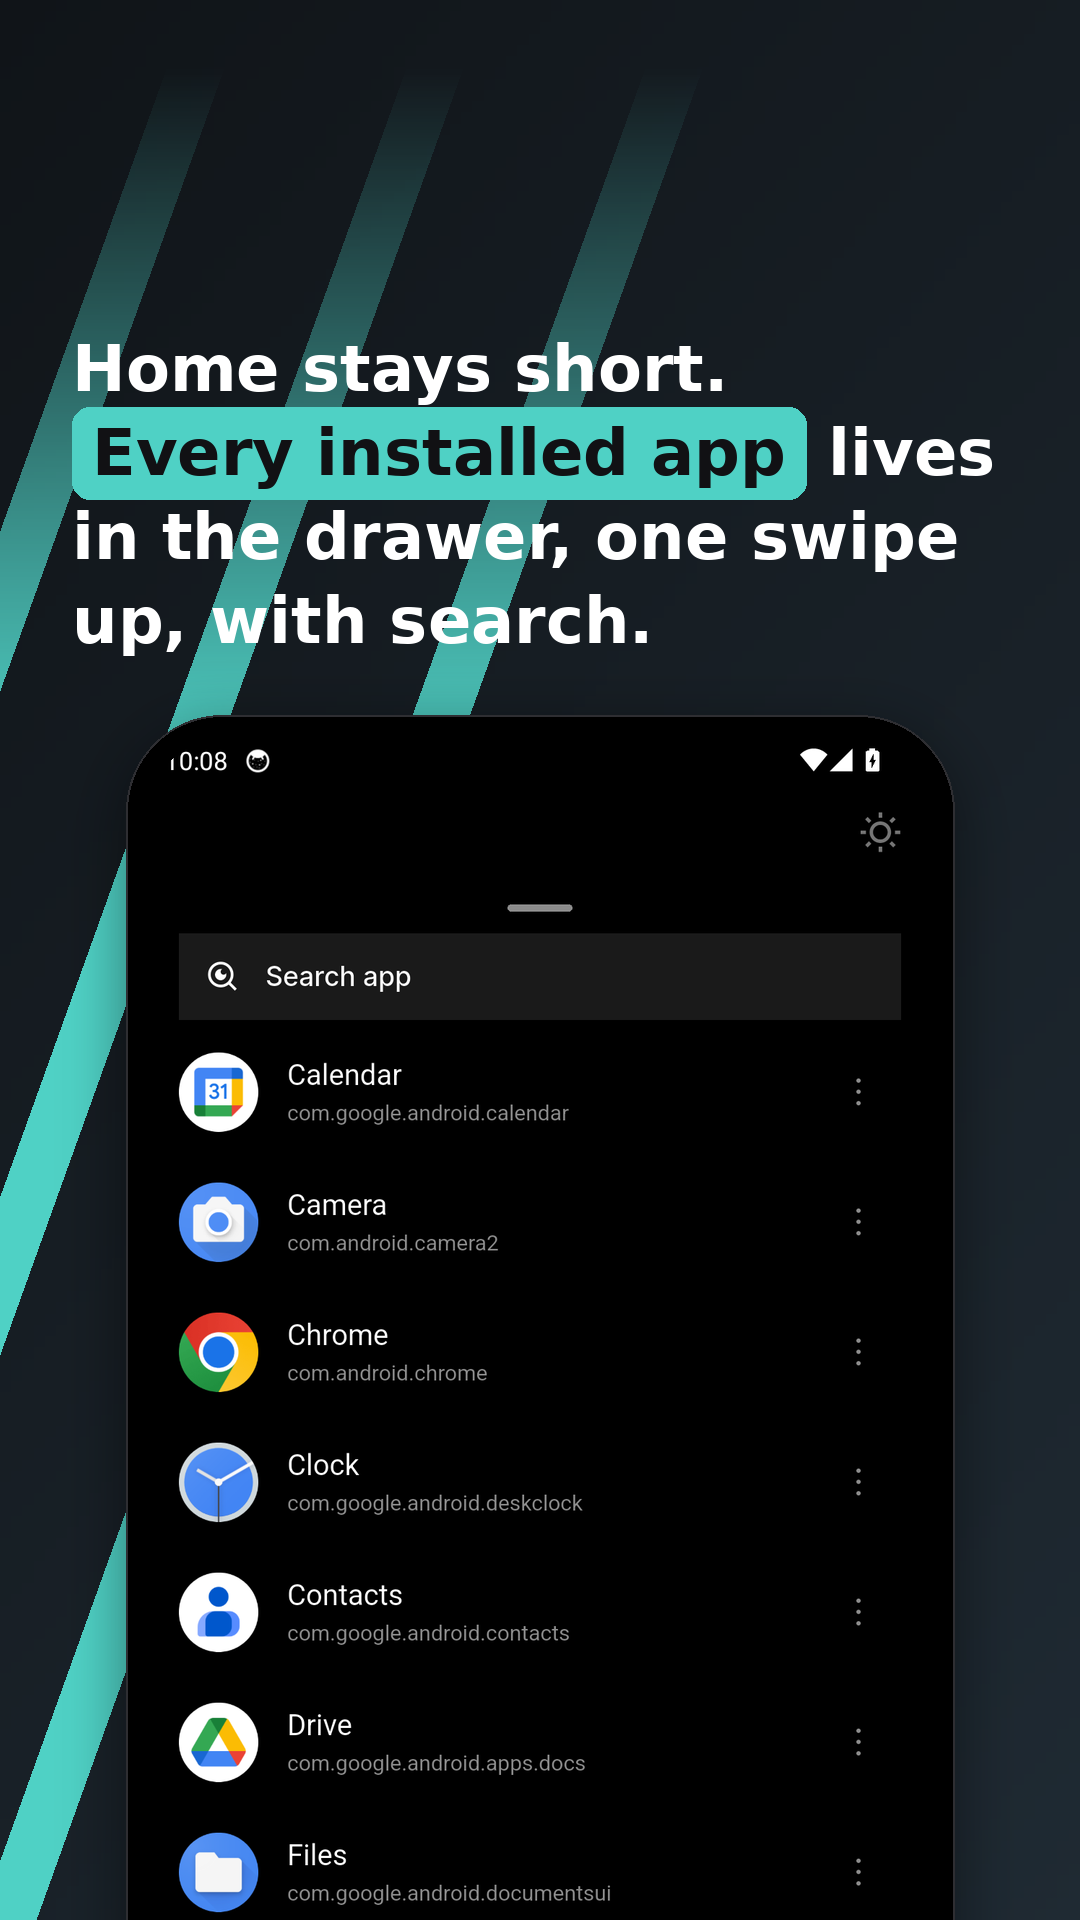 Home stays short.
Every installed app lives
in the drawer, one swipe
up, with search.
10:08
Search app
31
Calendar
com.google.android.calendar
Camera
com.android.camera2
Chrome
com.android.chrome
Clock
com.google.android.deskclock
Contacts
com.google.android.contacts
Drive
com.google.android.apps.docs
Files
com.google.android.documentsui